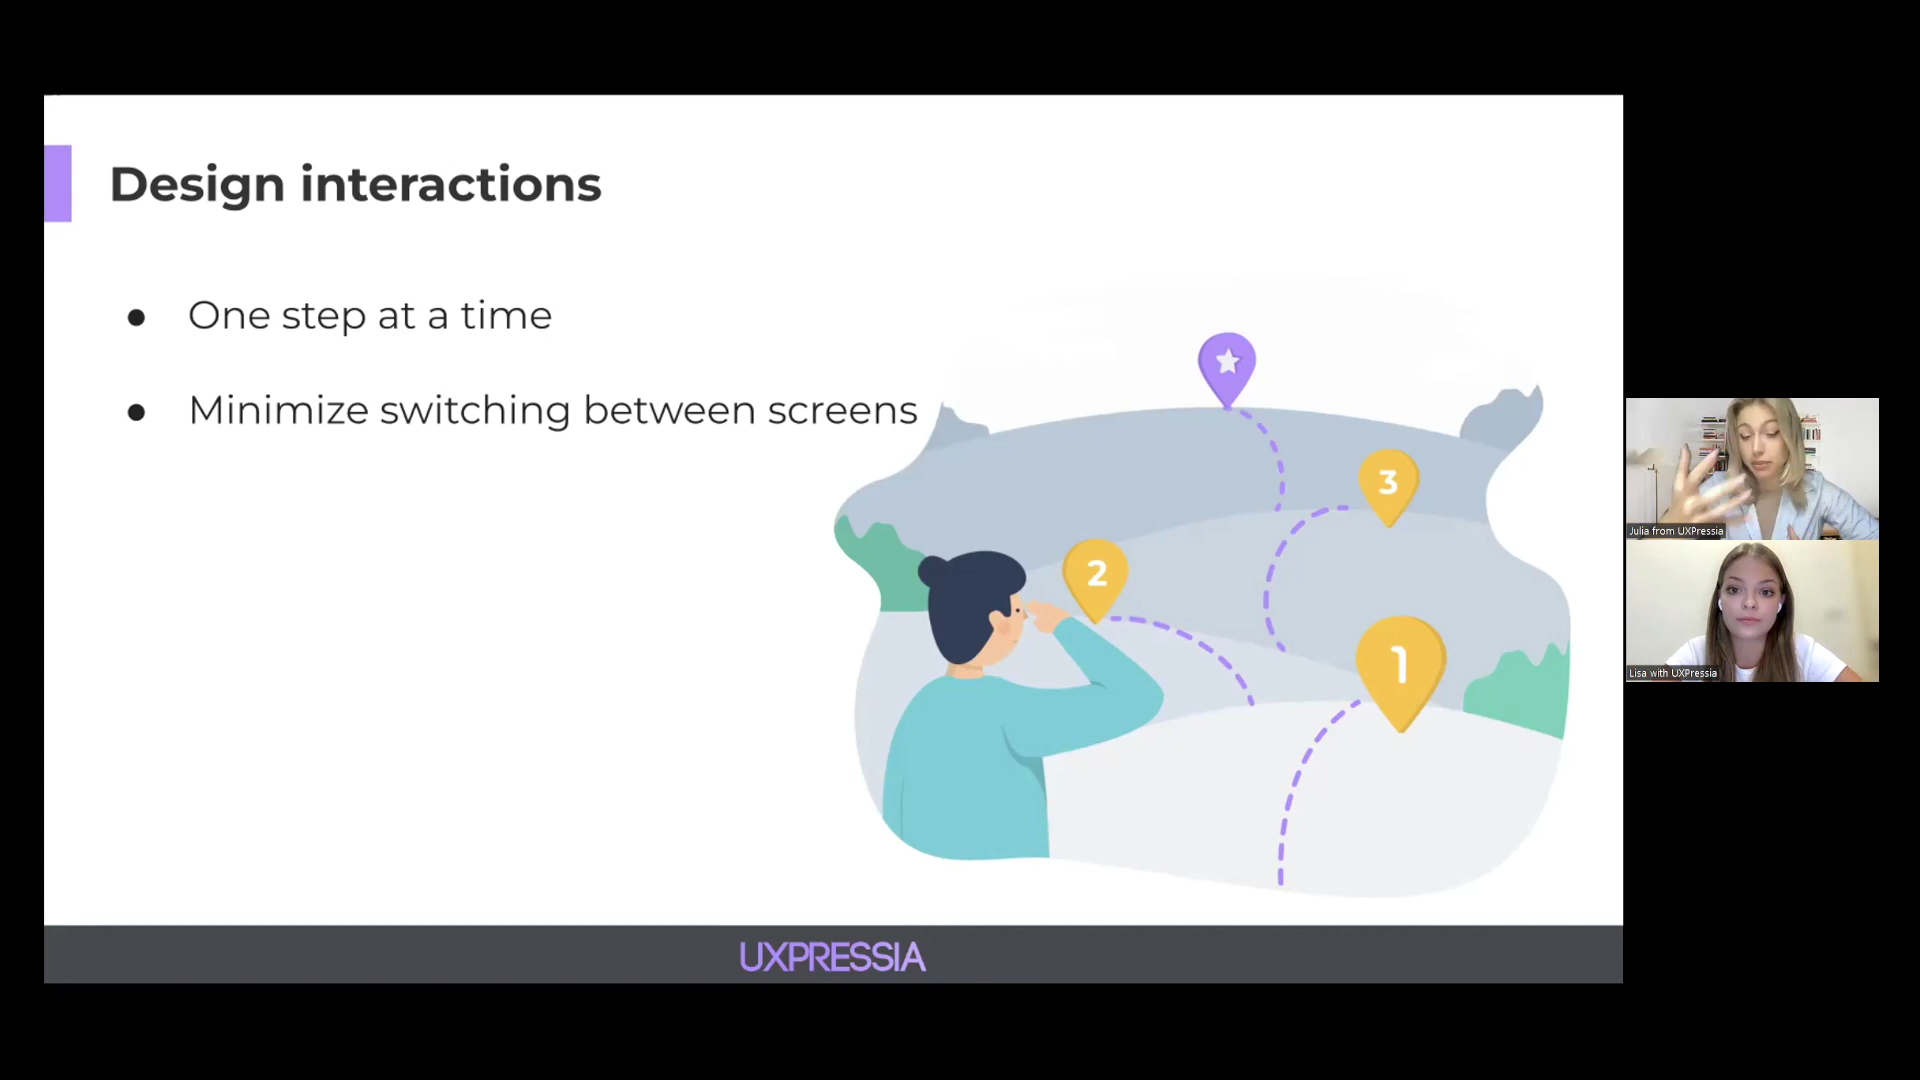 Design interactions
One step at a time
Minimize switching between screens
3
2
1
Julia from UXPressia
Lisa with UXPressia
UXPRESSIA